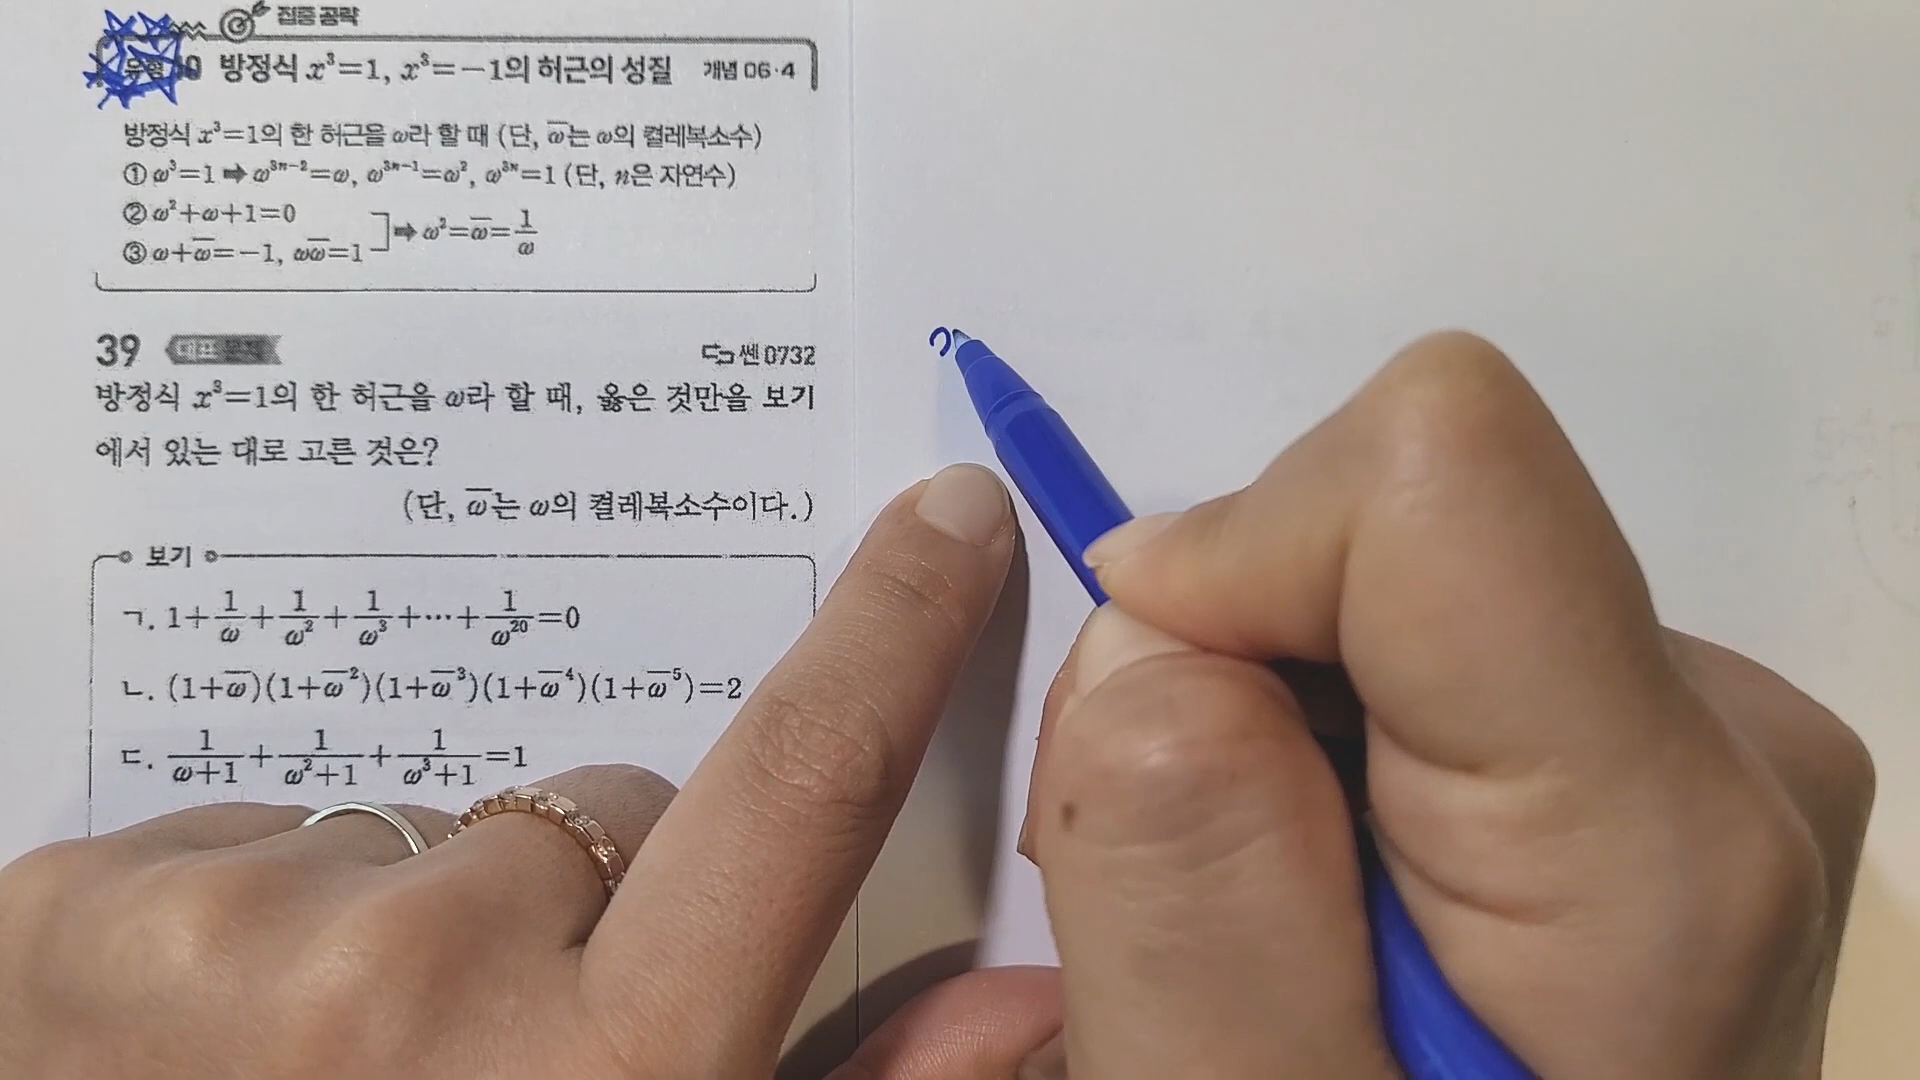 집중 공략
유형 10 방정식 x³=1, x³=-1의 허근의 성질 개념 06·4
방정식 x³=1의 한 허근을 ω라 할 때 (단, ω̅는 ω의 켤레복소수)
① ω³=1 ➡ ω³ⁿ⁻²=ω, ω³ⁿ⁻¹=ω², ω³ⁿ=1 (단, n은 자연수)
② ω²+ω+1=0
③ ω+ω̅=-1, ωω̅=1
➡ ω²=ω̅=1/ω
39 대표 문제 쎈 0732
방정식 x³=1의 한 허근을 ω라 할 때, 옳은 것만을 보기
에서 있는 대로 고른 것은?
(단, ω̅는 ω의 켤레복소수이다.)
보기
ㄱ. 1+1/ω+1/ω²+1/ω³+⋯+1/ω²⁰=0
ㄴ. (1+ω̅)(1+ω̅²)(1+ω̅³)(1+ω̅⁴)(1+ω̅⁵)=2
ㄷ. 1/(ω+1)+1/(ω²+1)+1/(ω³+1)=1